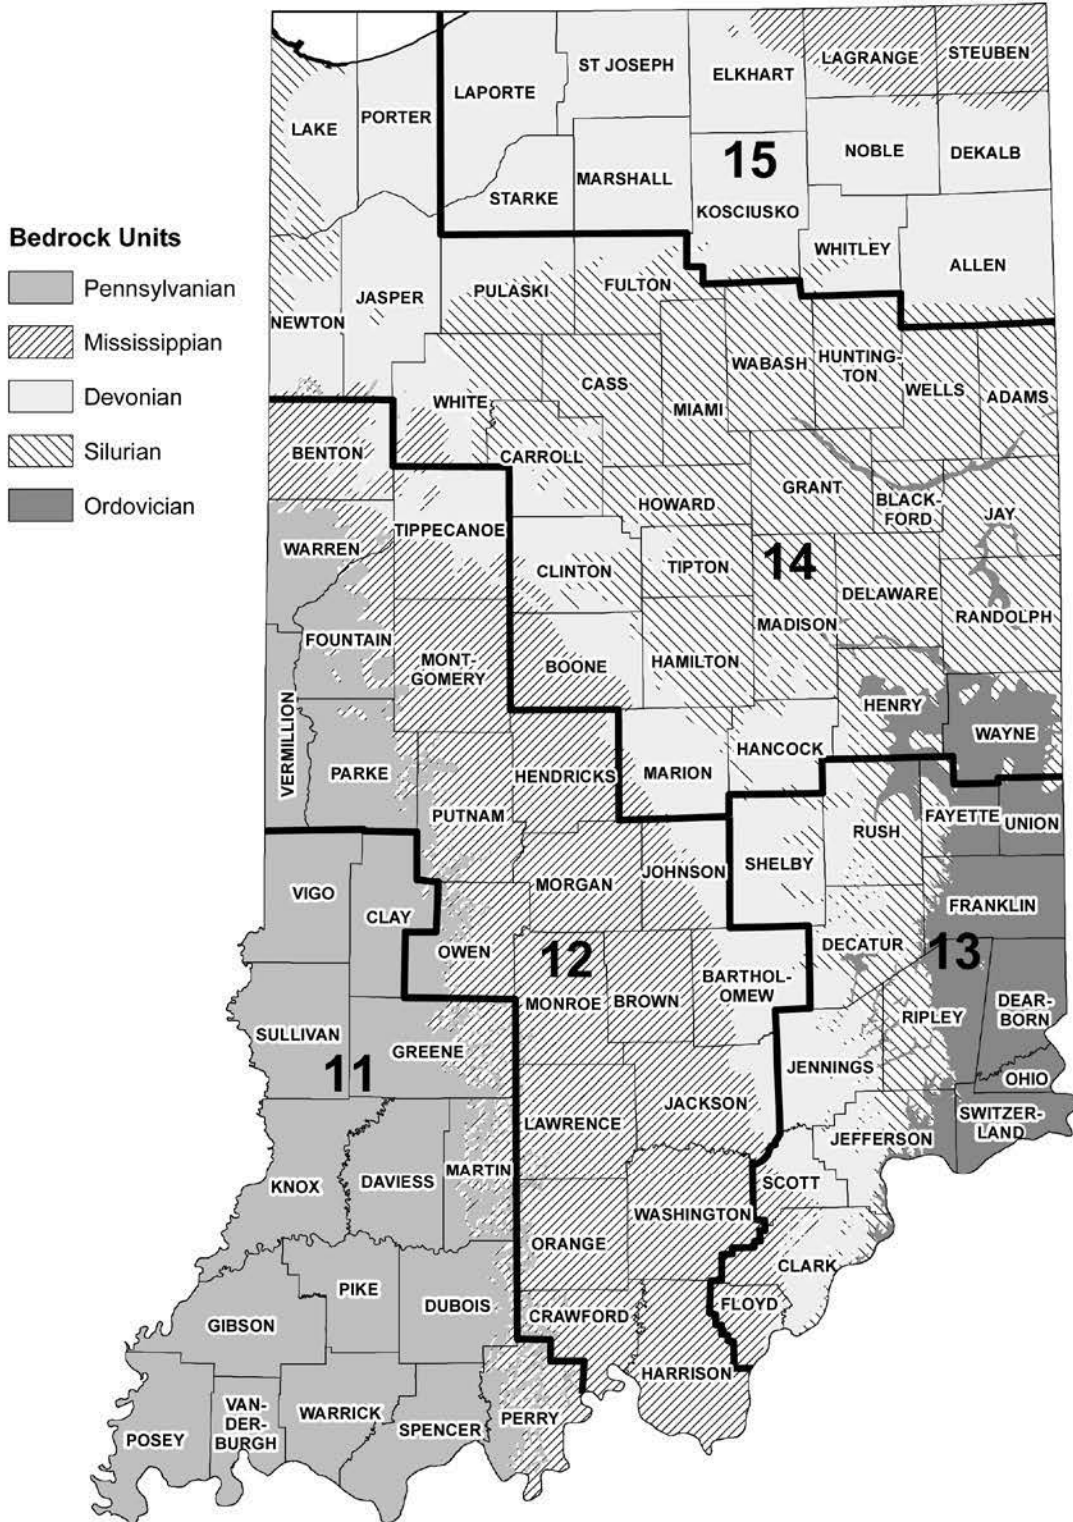 Bedrock Units
Pennsylvanian
Mississippian
Devonian
Silurian
Ordovician
LAKE
PORTER
LAPORTE
ST JOSEPH
ELKHART
LAGRANGE
STEUBEN
15
NOBLE
DEKALB
STARKE
MARSHALL
KOSCIUSKO
WHITLEY
ALLEN
NEWTON
JASPER
PULASKI
FULTON
WHITE
CASS
MIAMI
WABASH
HUNTING-
TON
WELLS
ADAMS
BENTON
CARROLL
HOWARD
GRANT
BLACK-
FORD
JAY
WARREN
TIPPECANOE
CLINTON
TIPTON
14
MADISON
DELAWARE
RANDOLPH
FOUNTAIN
MONT-
GOMERY
BOONE
HAMILTON
HENRY
WAYNE
VERMILLION
PARKE
PUTNAM
HENDRICKS
MARION
HANCOCK
RUSH
FAYETTE
UNION
VIGO
CLAY
OWEN
MORGAN
JOHNSON
SHELBY
DECATUR
FRANKLIN
13
12
MONROE
BROWN
BARTHOL-
OMEW
RIPLEY
DEAR-
BORN
SULLIVAN
GREENE
11
JENNINGS
OHIO
SWITZER-
LAND
LAWRENCE
JACKSON
JEFFERSON
KNOX
DAVIESS
MARTIN
SCOTT
ORANGE
WASHINGTON
CLARK
GIBSON
PIKE
DUBOIS
CRAWFORD
FLOYD
HARRISON
POSEY
VAN-
DER-
BURGH
WARRICK
SPENCER
PERRY